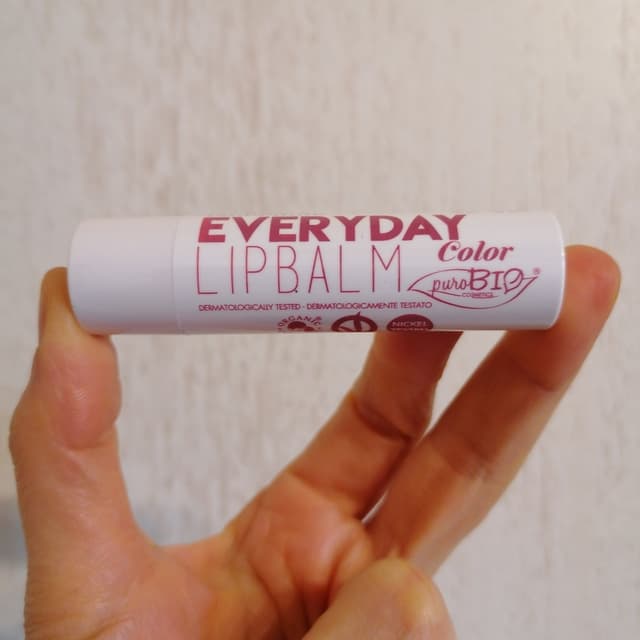 EVERYDAY
LIPBALM
Color
puroBIO®
COSMETICS
DERMATOLOGICALLY TESTED - DERMATOLOGICAMENTE TESTATO
ORGANIC
NICKEL